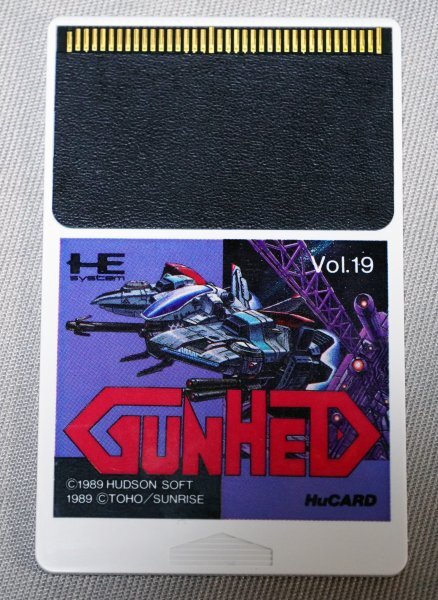 HE
system
Vol.19
GUNHED
©1989 HUDSON SOFT
1989 ©TOHO/SUNRISE
HuCARD